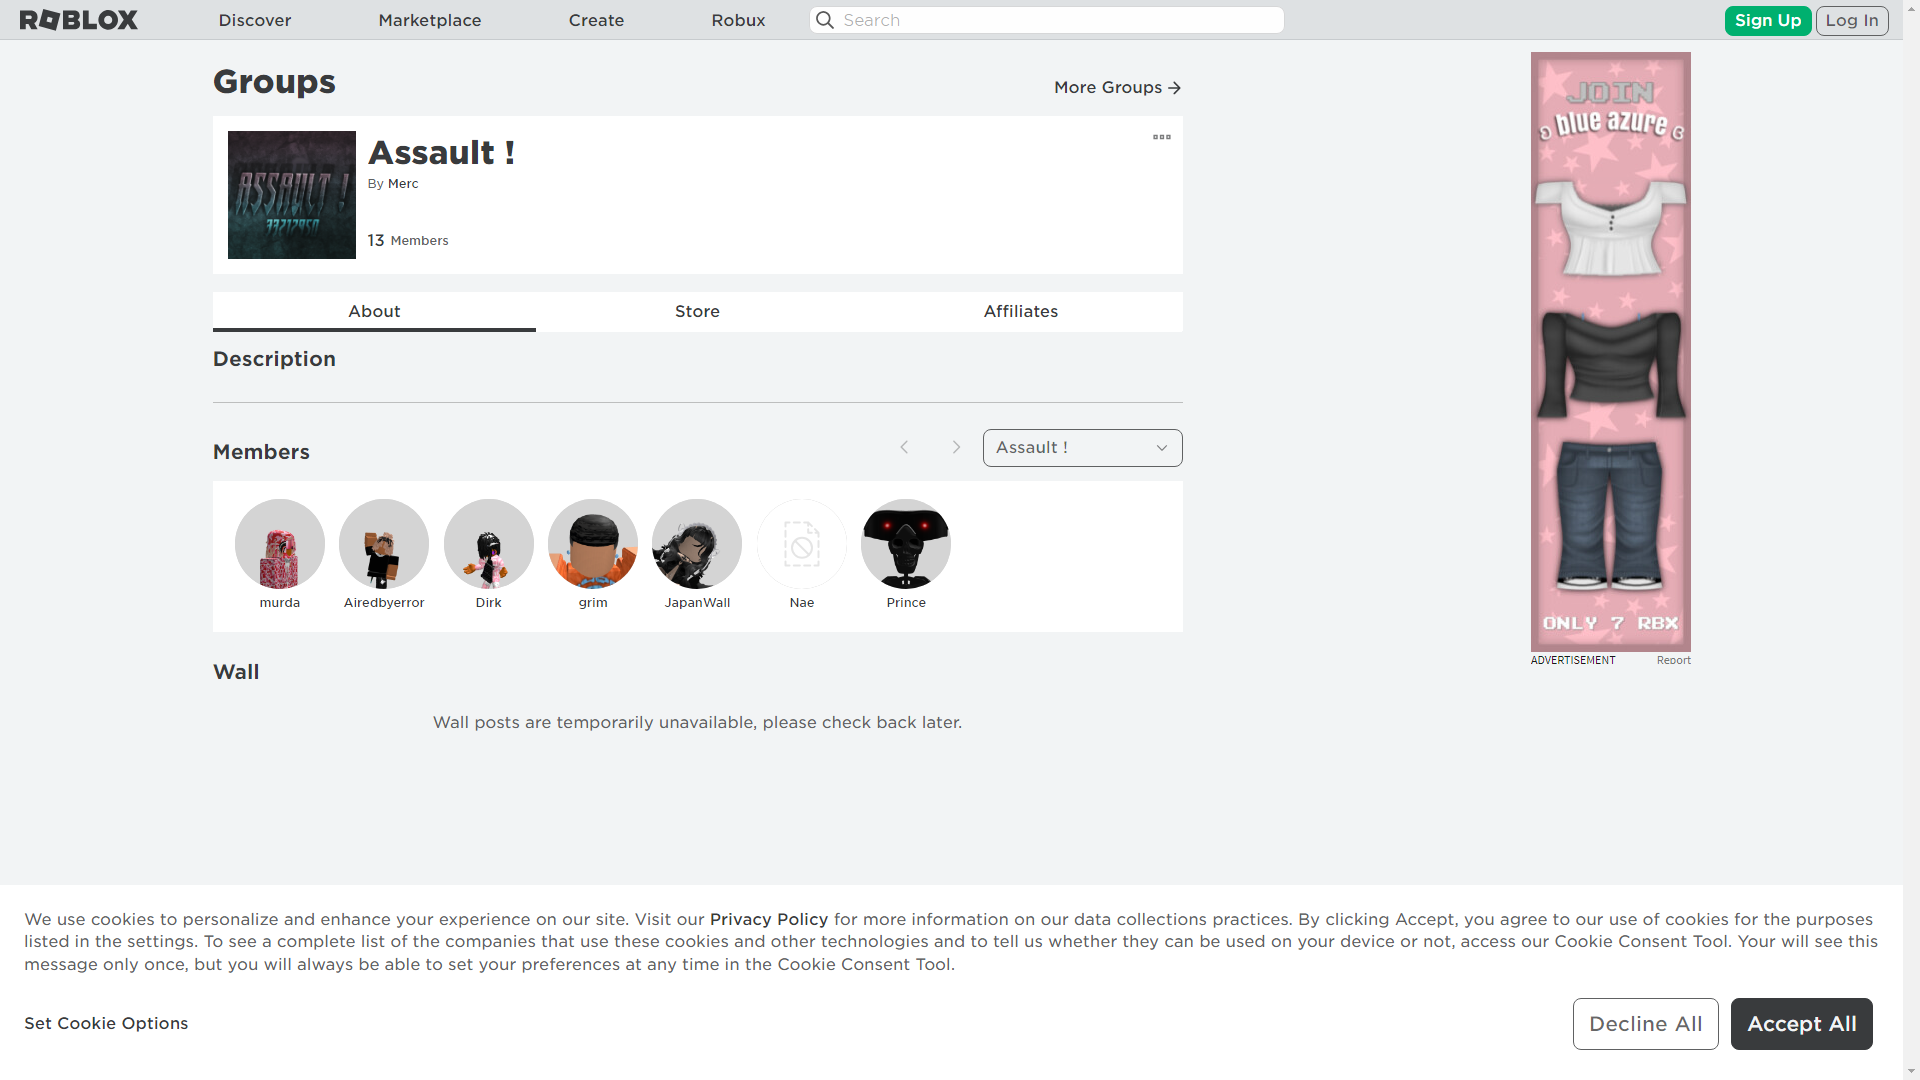 ROBLOX
Discover
Marketplace
Create
Robux
Search
Sign Up
Log In
Groups
More Groups
ASSAULT !
33212950
Assault !
By Merc
13 Members
About
Store
Affiliates
Description
Members
Assault !
murda
Airedbyerror
Dirk
grim
JapanWall
Nae
Prince
Wall
Wall posts are temporarily unavailable, please check back later.
JOIN
blue azure
ONLY 7 RBX
ADVERTISEMENT
Report
We use cookies to personalize and enhance your experience on our site. Visit our Privacy Policy for more information on our data collections practices. By clicking Accept, you agree to our use of cookies for the purposes
listed in the settings. To see a complete list of the companies that use these cookies and other technologies and to tell us whether they can be used on your device or not, access our Cookie Consent Tool. Your will see this
message only once, but you will always be able to set your preferences at any time in the Cookie Consent Tool.
Set Cookie Options
Decline All
Accept All